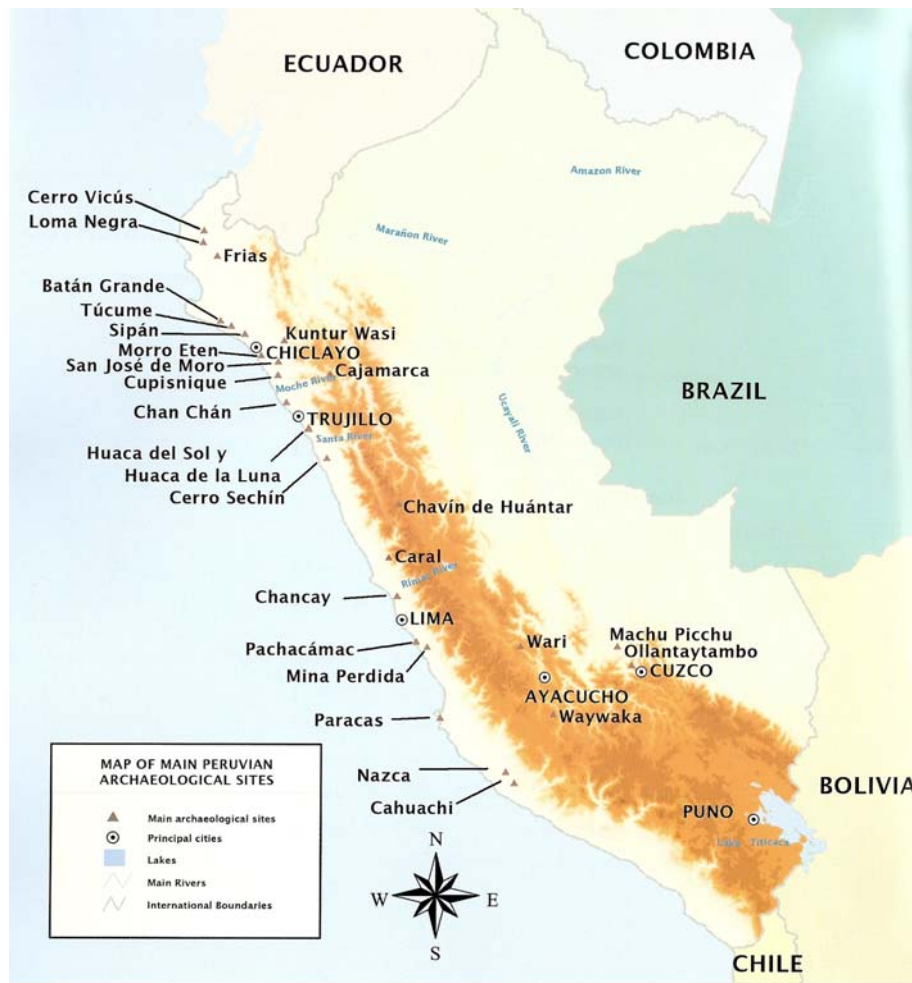 COLOMBIA
ECUADOR
Amazon River
Cerro Vicús
Loma Negra
Marañon River
Frias
Batán Grande
Túcume
Sipán
Kuntur Wasi
CHICLAYO
Morro Eten
San José de Moro
Cajamarca
Cupisnique
Moche River
BRAZIL
Chan Chán
TRUJILLO
Ucayali River
Santa River
Huaca del Sol y
Huaca de la Luna
Cerro Sechín
Chavín de Huántar
Caral
Rimac River
Chancay
LIMA
Pachacámac
Wari
Machu Picchu
Ollantaytambo
CUZCO
Mina Perdida
AYACUCHO
Waywaka
Paracas
Nazca
Cahuachi
BOLIVIA
PUNO
Lake Titicaca
MAP OF MAIN PERUVIAN
ARCHAEOLOGICAL SITES
Main archaeological sites
Principal cities
Lakes
Main Rivers
International Boundaries
N
W
E
S
CHILE